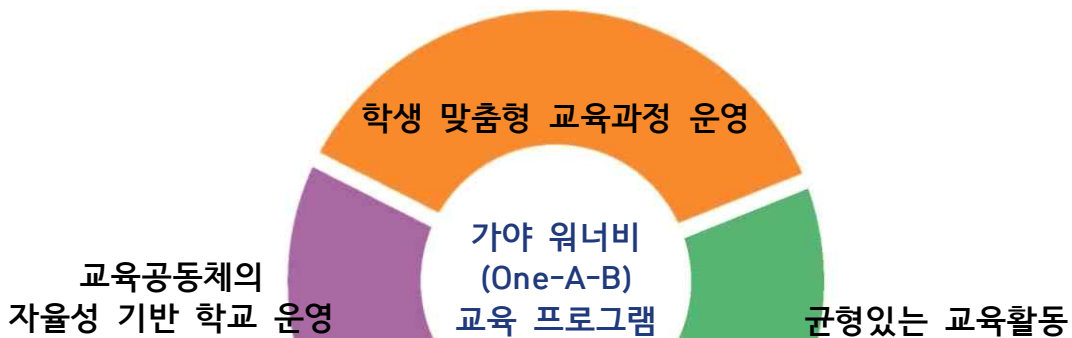 학생 맞춤형 교육과정 운영
가야 워너비
(One-A-B)
교육 프로그램
교육공동체의
자율성 기반 학교 운영
균형있는 교육활동